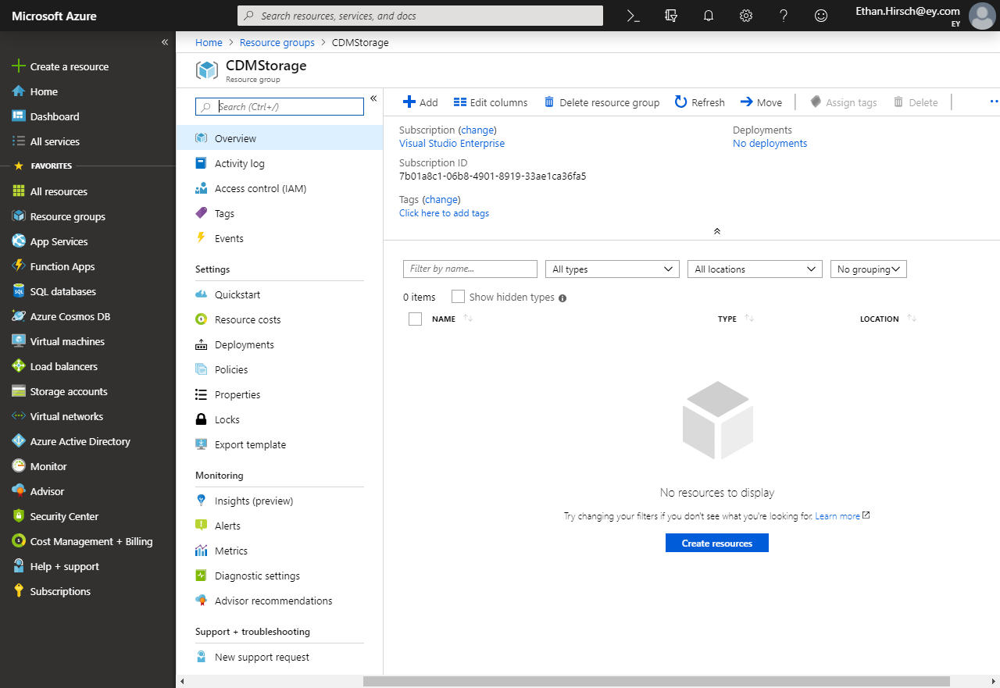 Microsoft Azure
Search resources, services, and docs
Ethan.Hirsch@ey.com
EY
Create a resource
Home
Dashboard
All services
FAVORITES
All resources
Resource groups
App Services
Function Apps
SQL databases
Azure Cosmos DB
Virtual machines
Load balancers
Storage accounts
Virtual networks
Azure Active Directory
Monitor
Advisor
Security Center
Cost Management + Billing
Help + support
Subscriptions
Home > Resource groups > CDMStorage
CDMStorage
Resource group
Search (Ctrl+/)
Overview
Activity log
Access control (IAM)
Tags
Events
Settings
Quickstart
Resource costs
Deployments
Policies
Properties
Locks
Export template
Monitoring
Insights (preview)
Alerts
Metrics
Diagnostic settings
Advisor recommendations
Support + troubleshooting
New support request
Add Edit columns Delete resource group Refresh Move Assign tags Delete
Subscription (change)
Visual Studio Enterprise
Subscription ID
7b01a8c1-06b8-4901-8919-33ae1ca36fa5
Tags (change)
Click here to add tags
Deployments
No deployments
Filter by name... All types All locations No grouping
0 items Show hidden types
NAME TYPE LOCATION
No resources to display
Try changing your filters if you don't see what you're looking for. Learn more
Create resources